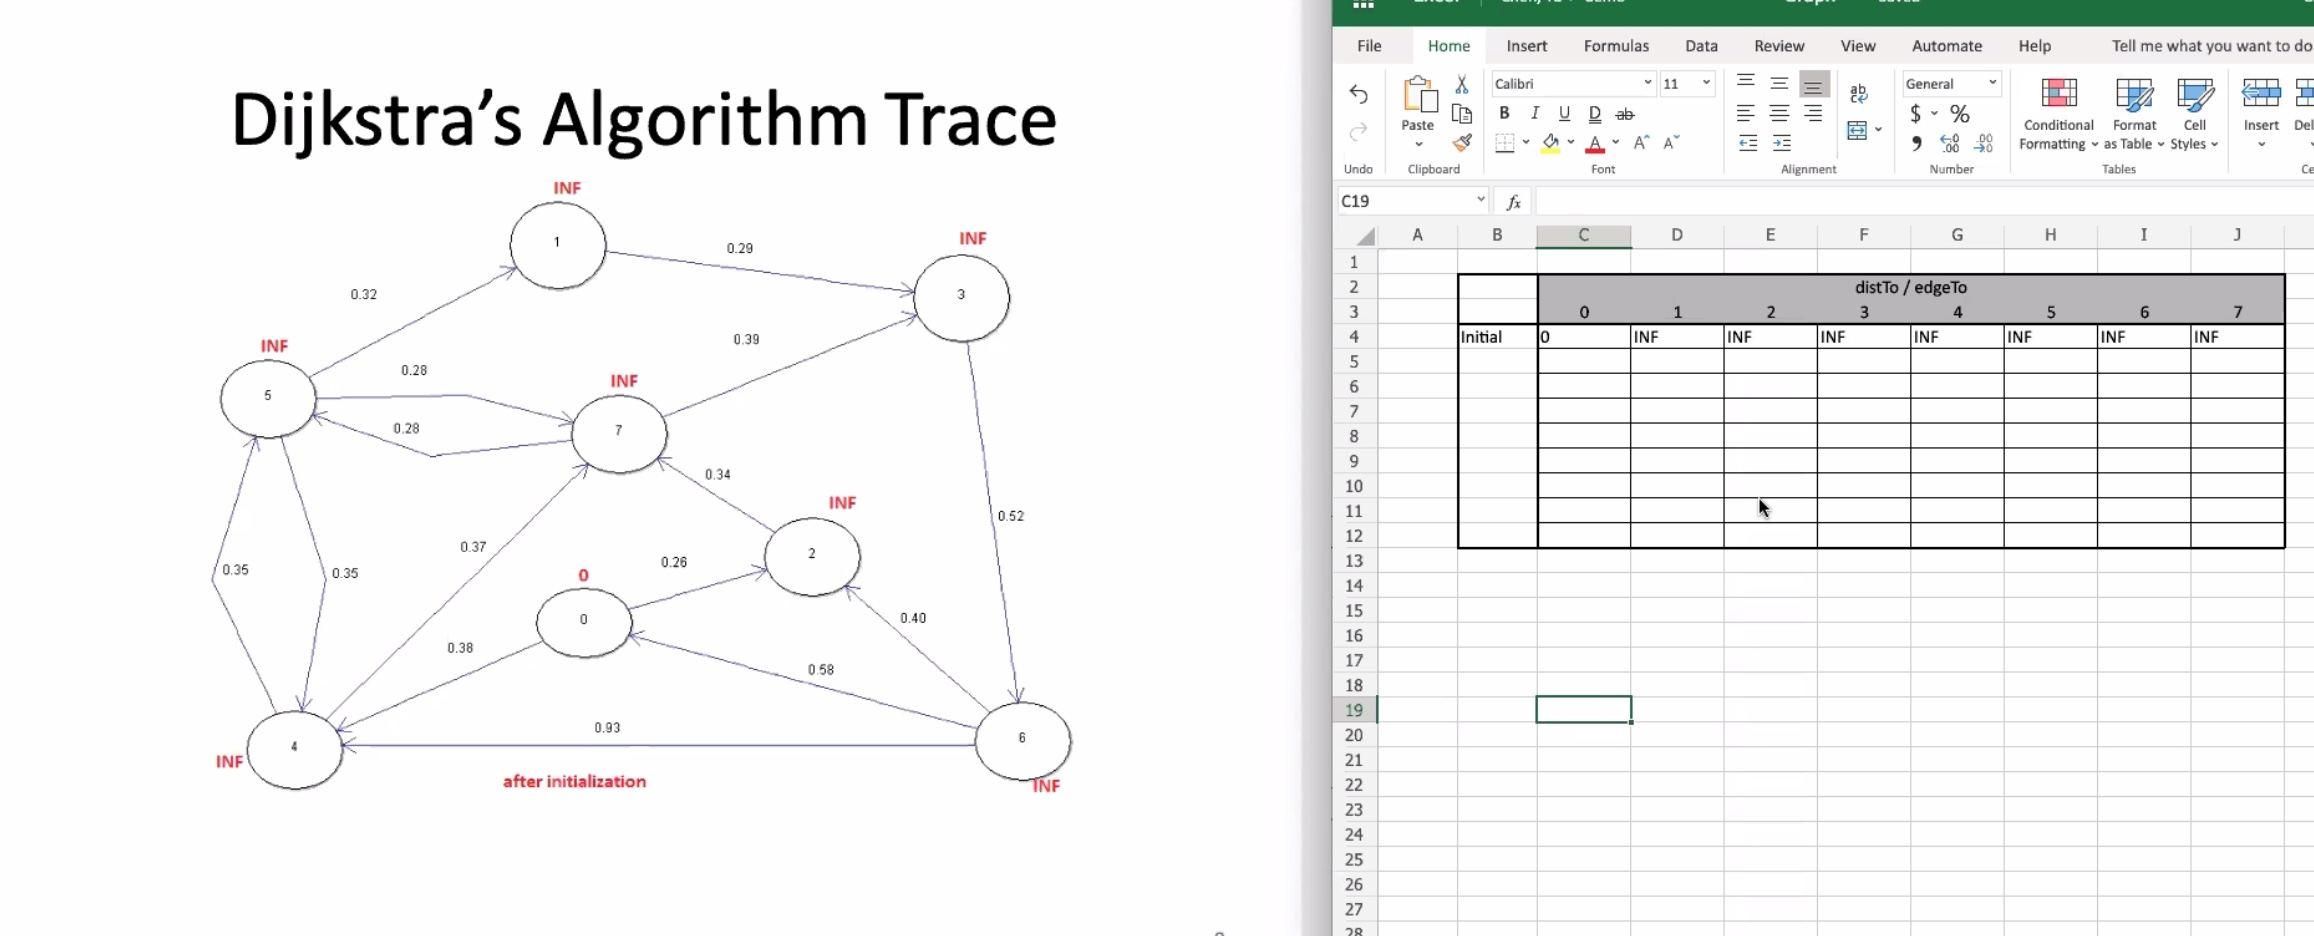 Dijkstra's Algorithm Trace
INF
1
0.29
INF
3
0.32
INF
5
0.28
0.39
INF
7
0.28
0.34
INF
2
0.52
0.37
0.26
0.35
0.35
0
0
0.40
0.38
0.58
0.93
INF
4
6
INF
after initialization
File Home Insert Formulas Data Review View Automate Help Tell me what you want to do
Calibri 11 General
Paste B I U D ab
$ %
Conditional Formatting
Format as Table
Cell Styles
Insert
Undo Clipboard Font Alignment Number Tables
C19 fx
A B C D E F G H I J
1
2 distTo / edgeTo
3 0 1 2 3 4 5 6 7
4 Initial 0 INF INF INF INF INF INF INF
5
6
7
8
9
10
11
12
13
14
15
16
17
18
19
20
21
22
23
24
25
26
27
28